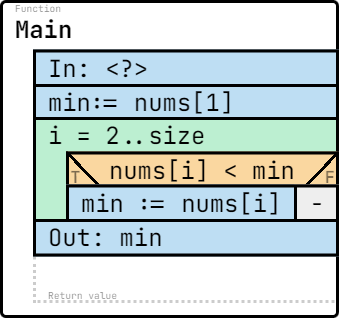 Function
Main
In: <?>
min:= nums[1]
i = 2..size
T nums[i] < min F
min := nums[i] -
Out: min
Return value